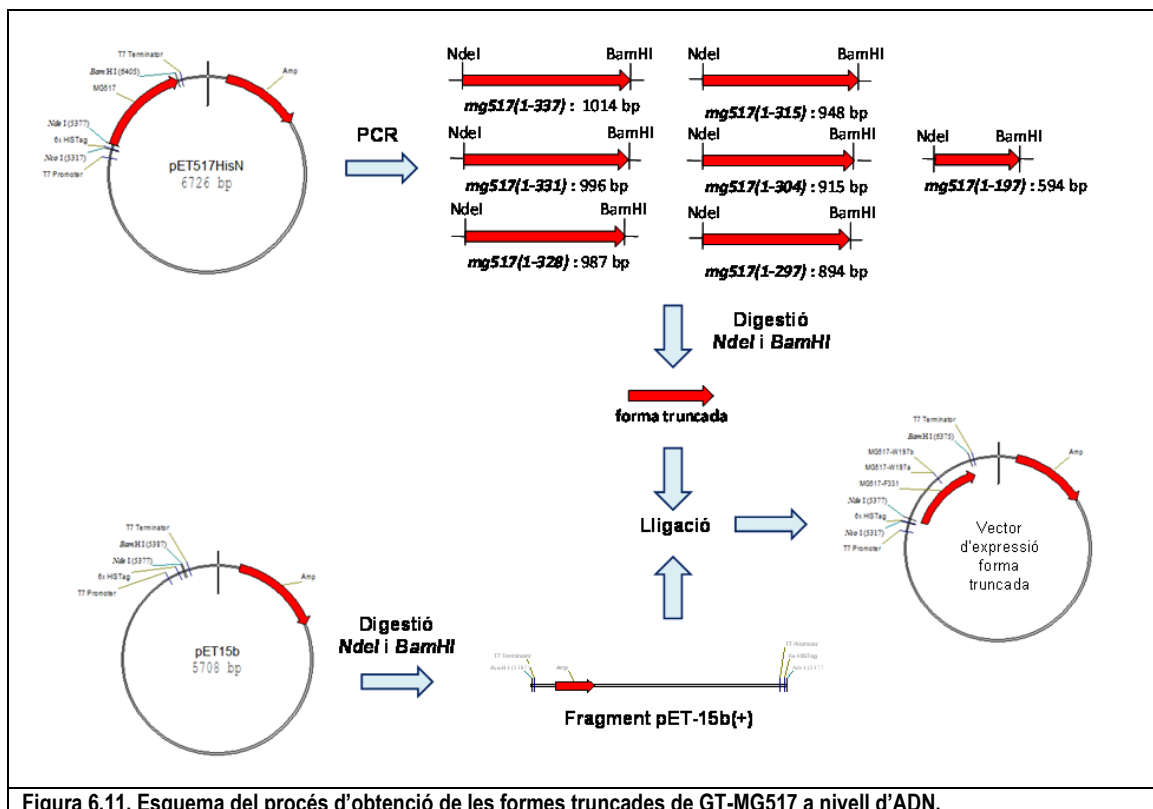 T7 Terminator
BamHI (6405)
MG517
Amp
NdeI (5377)
6x HISTag
NcoI (5317)
T7 Promoter
pET517HisN
6726 bp
PCR
NdeI BamHI
mg517(1-337) : 1014 bp
NdeI BamHI
mg517(1-331) : 996 bp
NdeI BamHI
mg517(1-328) : 987 bp
NdeI BamHI
mg517(1-315) : 948 bp
NdeI BamHI
mg517(1-304) : 915 bp
NdeI BamHI
mg517(1-297) : 894 bp
NdeI BamHI
mg517(1-197) : 594 bp
Digestió
NdeI i BamHI
forma truncada
Lligació
T7 Terminator
BamHI (5387)
NdeI (5377)
6x HISTag
T7 Promoter
Amp
pET15b
5708 bp
Digestió
NdeI i BamHI
T7 Terminator
Amp
T7 Promoter
6x HISTag
Fragment pET-15b(+)
T7 Terminator
BamHI (6375)
MG517-W197b
MG517-W197a
MG517-F331
NdeI (5377)
6x HISTag
NcoI (5317)
T7 Promoter
Amp
Vector
d'expressió
forma
truncada
Figura 6.11. Esquema del procés d'obtenció de les formes truncades de GT-MG517 a nivell d'ADN.